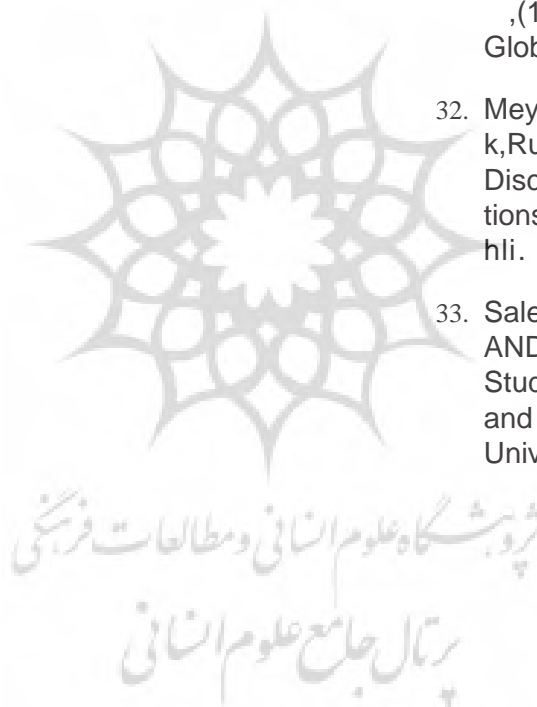 ,(1
Glob
32. Mey
k,Ru
Disc
tions
hli.
33. Sale
AND
Stud
and
Univ
پژوهشگاه علوم انسانی و مطالعات فرهنگی
پرتال جامع علوم انسانی